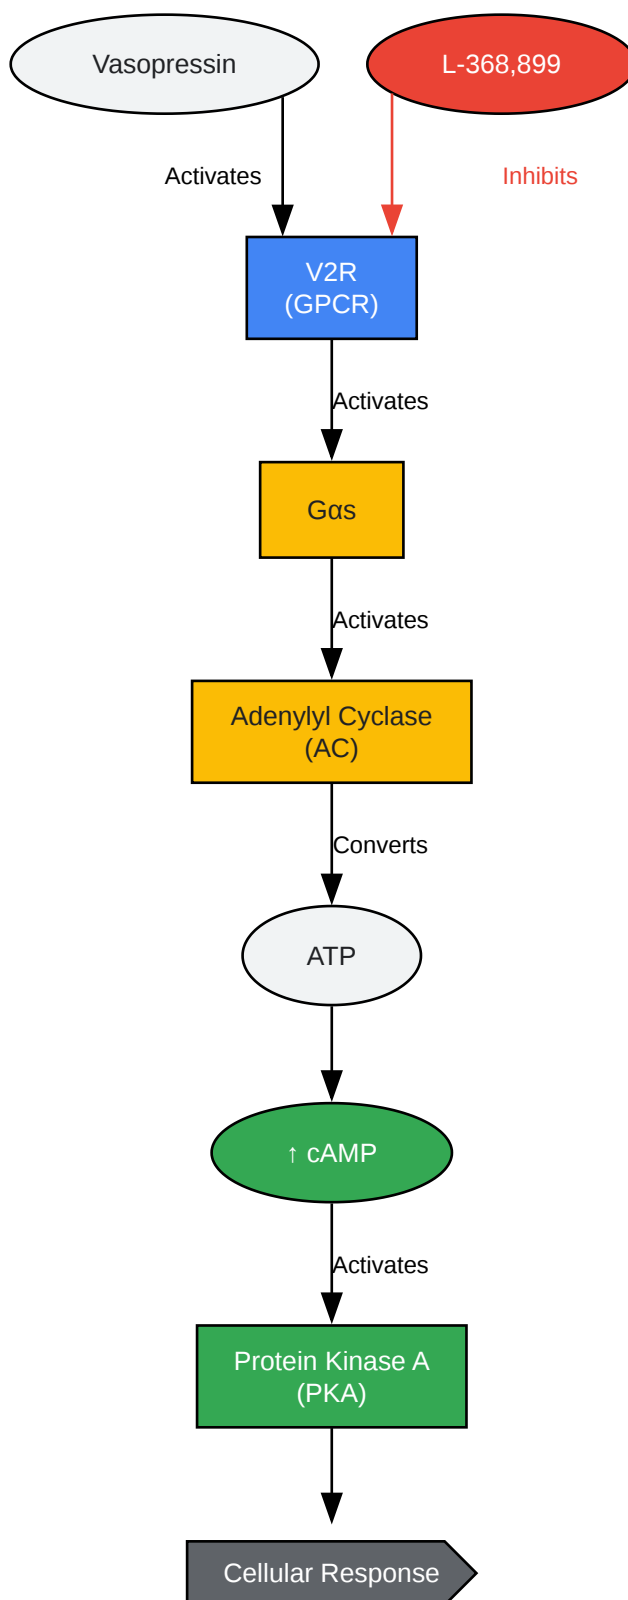 Vasopressin
L-368,899
Activates
Inhibits
V2R
(GPCR)
Activates
Gαs
Activates
Adenylyl Cyclase
(AC)
Converts
ATP
↑ cAMP
Activates
Protein Kinase A
(PKA)
Cellular Response